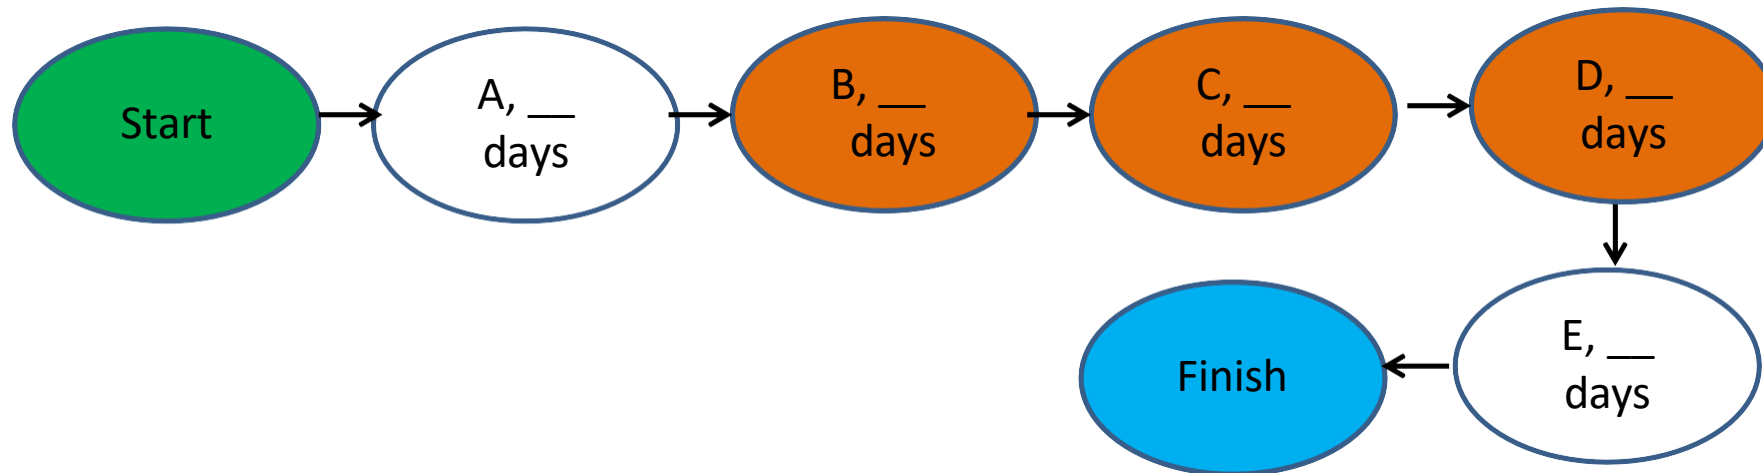 Start
A, __
days
B, __
days
C, __
days
D, __
days
E, __
days
Finish